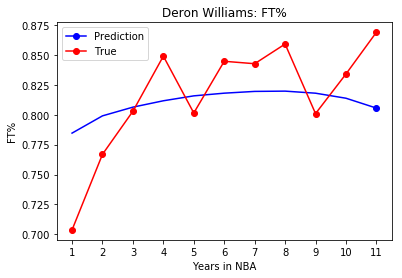 Deron Williams: FT%
Prediction
True
0.875
0.850
0.825
0.800
0.775
0.750
0.725
0.700
FT%
1 2 3 4 5 6 7 8 9 10 11
Years in NBA